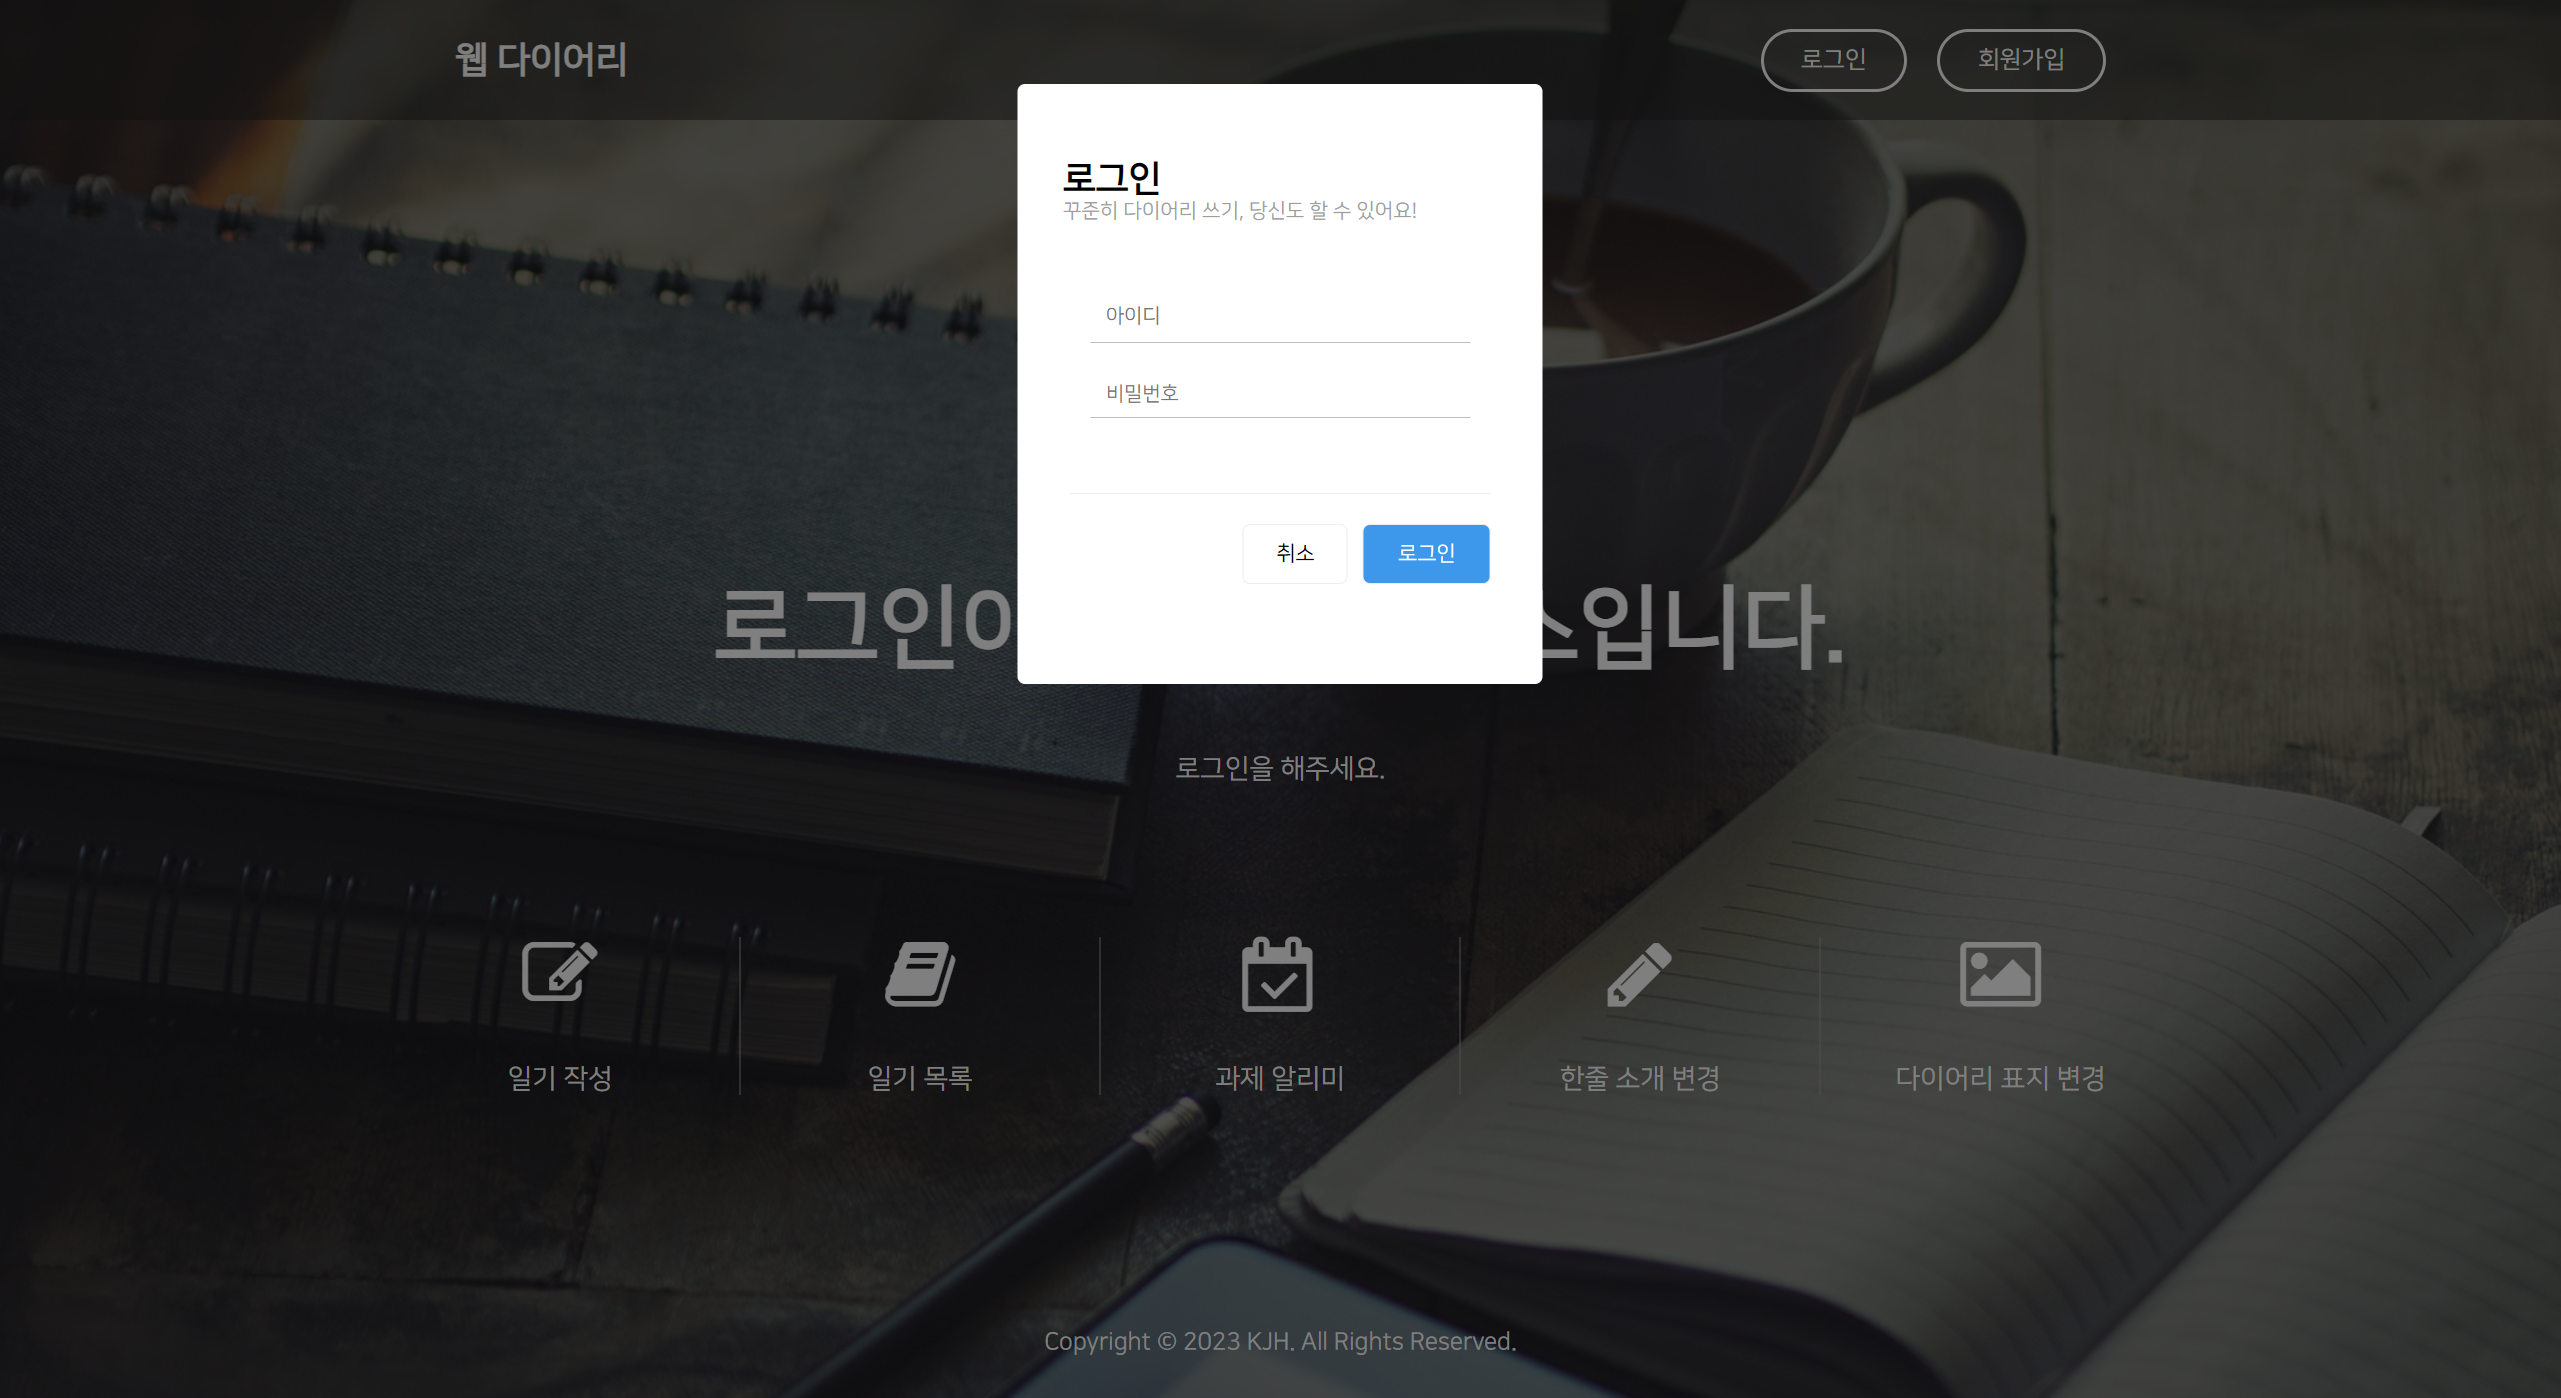 웹 다이어리
로그인
회원가입
로그인
꾸준히 다이어리 쓰기, 당신도 할 수 있어요!
아이디
비밀번호
취소
로그인
로그인 입니다.
로그인을 해주세요.
일기 작성
일기 목록
과제 알리미
한줄 소개 변경
다이어리 표지 변경
Copyright © 2023 KJH. All Rights Reserved.